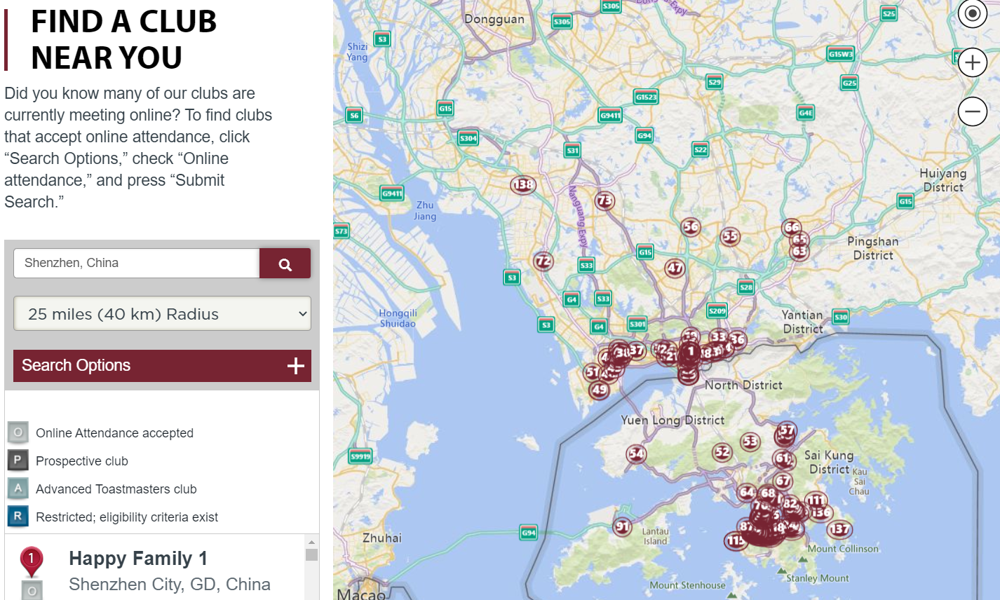 FIND A CLUB
NEAR YOU
Did you know many of our clubs are
currently meeting online? To find clubs
that accept online attendance, click
“Search Options,” check “Online
attendance,” and press “Submit
Search.”
Shenzhen, China
25 miles (40 km) Radius
Search Options
O Online Attendance accepted
P Prospective club
A Advanced Toastmasters club
R Restricted; eligibility criteria exist
1 Happy Family 1
O Shenzhen City, GD, China
S305
Dongguan
S305
S25
S3
Shizi
Yang
G15W3
S29
G25
G1523
G15
S6
G9411
G4E
S304
G94
S31
S22
Huiyang
District
138
G9411
73
Nanguang Expy
G15
Zhu
Jiang
56
66
S73
55
65
Pingshan
District
63
G15
72
S33
47
S3
S28
G4
S33
S209
Hongqili
Shuidao
S3
G4
S301
Yantian
District
S30
33
36
37
38
1
21
51
49
North District
Yuen Long District
57
53
52
54
61
Sai Kung
District
S9919
Kau
Sai
Chau
67
64
68
82
111
136
91
137
G94
Lantau
Island
115
Zhuhai
Mount Collinson
Stanley Mount
Mount Stenhouse
Macao